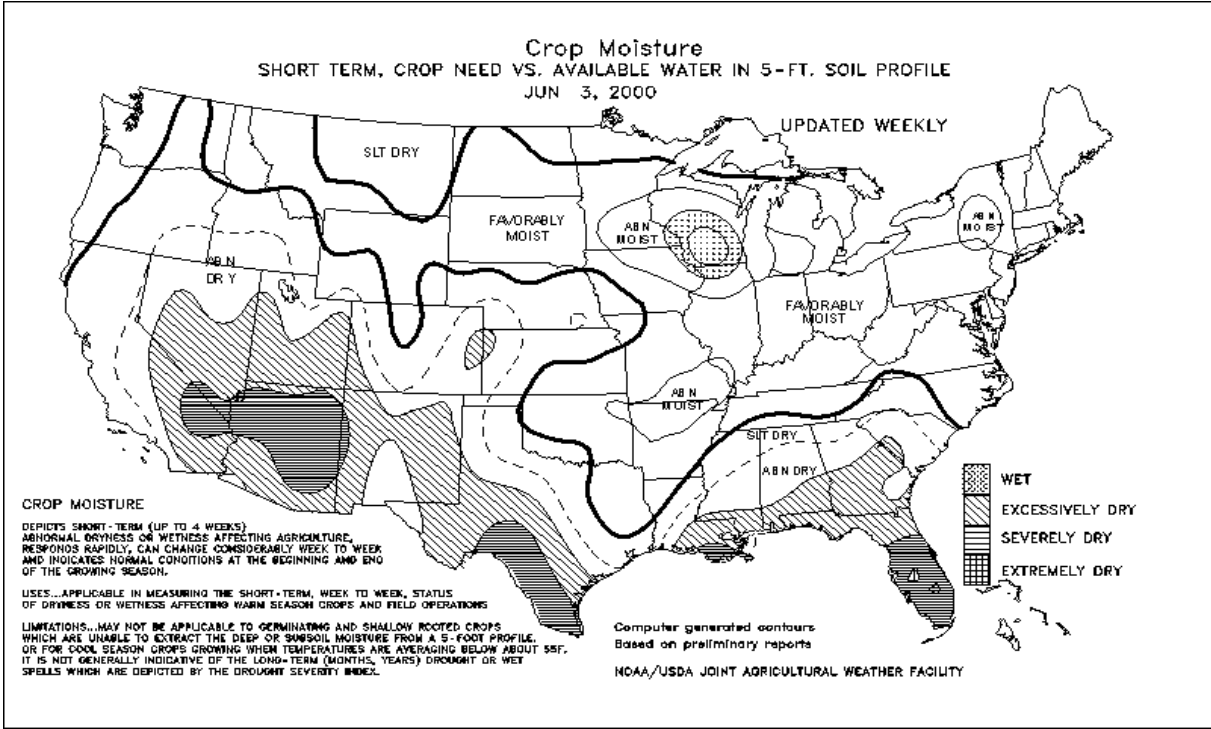 Crop Moisture
SHORT TERM, CROP NEED VS. AVAILABLE WATER IN 5-FT. SOIL PROFILE
JUN 3, 2000
UPDATED WEEKLY
SLT DRY
FAVORABLY
MOIST
ABN
MOIST
ABN
MOIST
ABN
DRY
FAVORABLY
MOIST
ABN
MOIST
SLT DRY
ABN DRY
WET
EXCESSIVELY DRY
SEVERELY DRY
EXTREMELY DRY
CROP MOISTURE
DEPICTS SHORT-TERM (UP TO 4 WEEKS)
ABNORMAL DRYNESS OR WETNESS AFFECTING AGRICULTURE,
RESPONDS RAPIDLY, CAN CHANGE CONSIDERABLY WEEK TO WEEK
AND INDICATES NORMAL CONDITIONS AT THE BEGINNING AND END
OF THE GROWING SEASON.
USES...APPLICABLE IN MEASURING THE SHORT-TERM, WEEK TO WEEK, STATUS
OF DRYNESS OR WETNESS AFFECTING WARM SEASON CROPS AND FIELD OPERATIONS
LIMITATIONS...MAY NOT BE APPLICABLE TO GERMINATING AND SHALLOW ROOTED CROPS
WHICH ARE UNABLE TO EXTRACT THE DEEP OR SUBSOIL MOISTURE FROM A 5-FOOT PROFILE,
OR FOR COOL SEASON CROPS GROWING WHEN TEMPERATURES ARE AVERAGING BELOW ABOUT 55F.
IT IS NOT GENERALLY INDICATIVE OF THE LONG-TERM (MONTHS, YEARS) DROUGHT OR WET
SPELLS WHICH ARE DEPICTED BY THE DROUGHT SEVERITY INDEX.
Computer generated contours
Based on preliminary reports
NOAA/USDA JOINT AGRICULTURAL WEATHER FACILITY